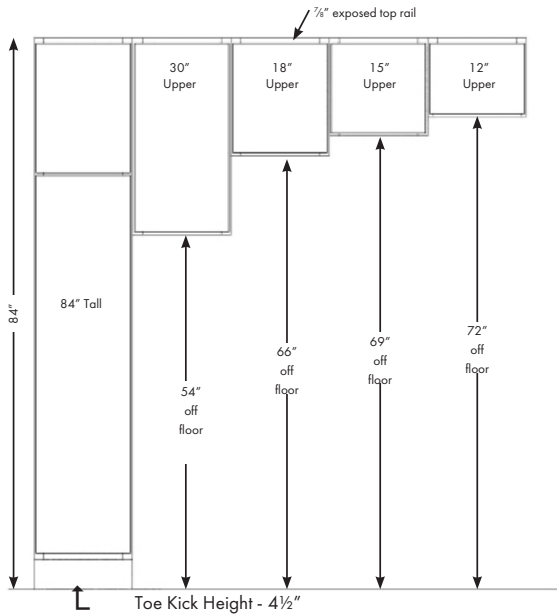 ⅞” exposed top rail
30”
Upper
18”
Upper
15”
Upper
12”
Upper
84”
84” Tall
54”
off
floor
66”
off
floor
69”
off
floor
72”
off
floor
Toe Kick Height - 4½”